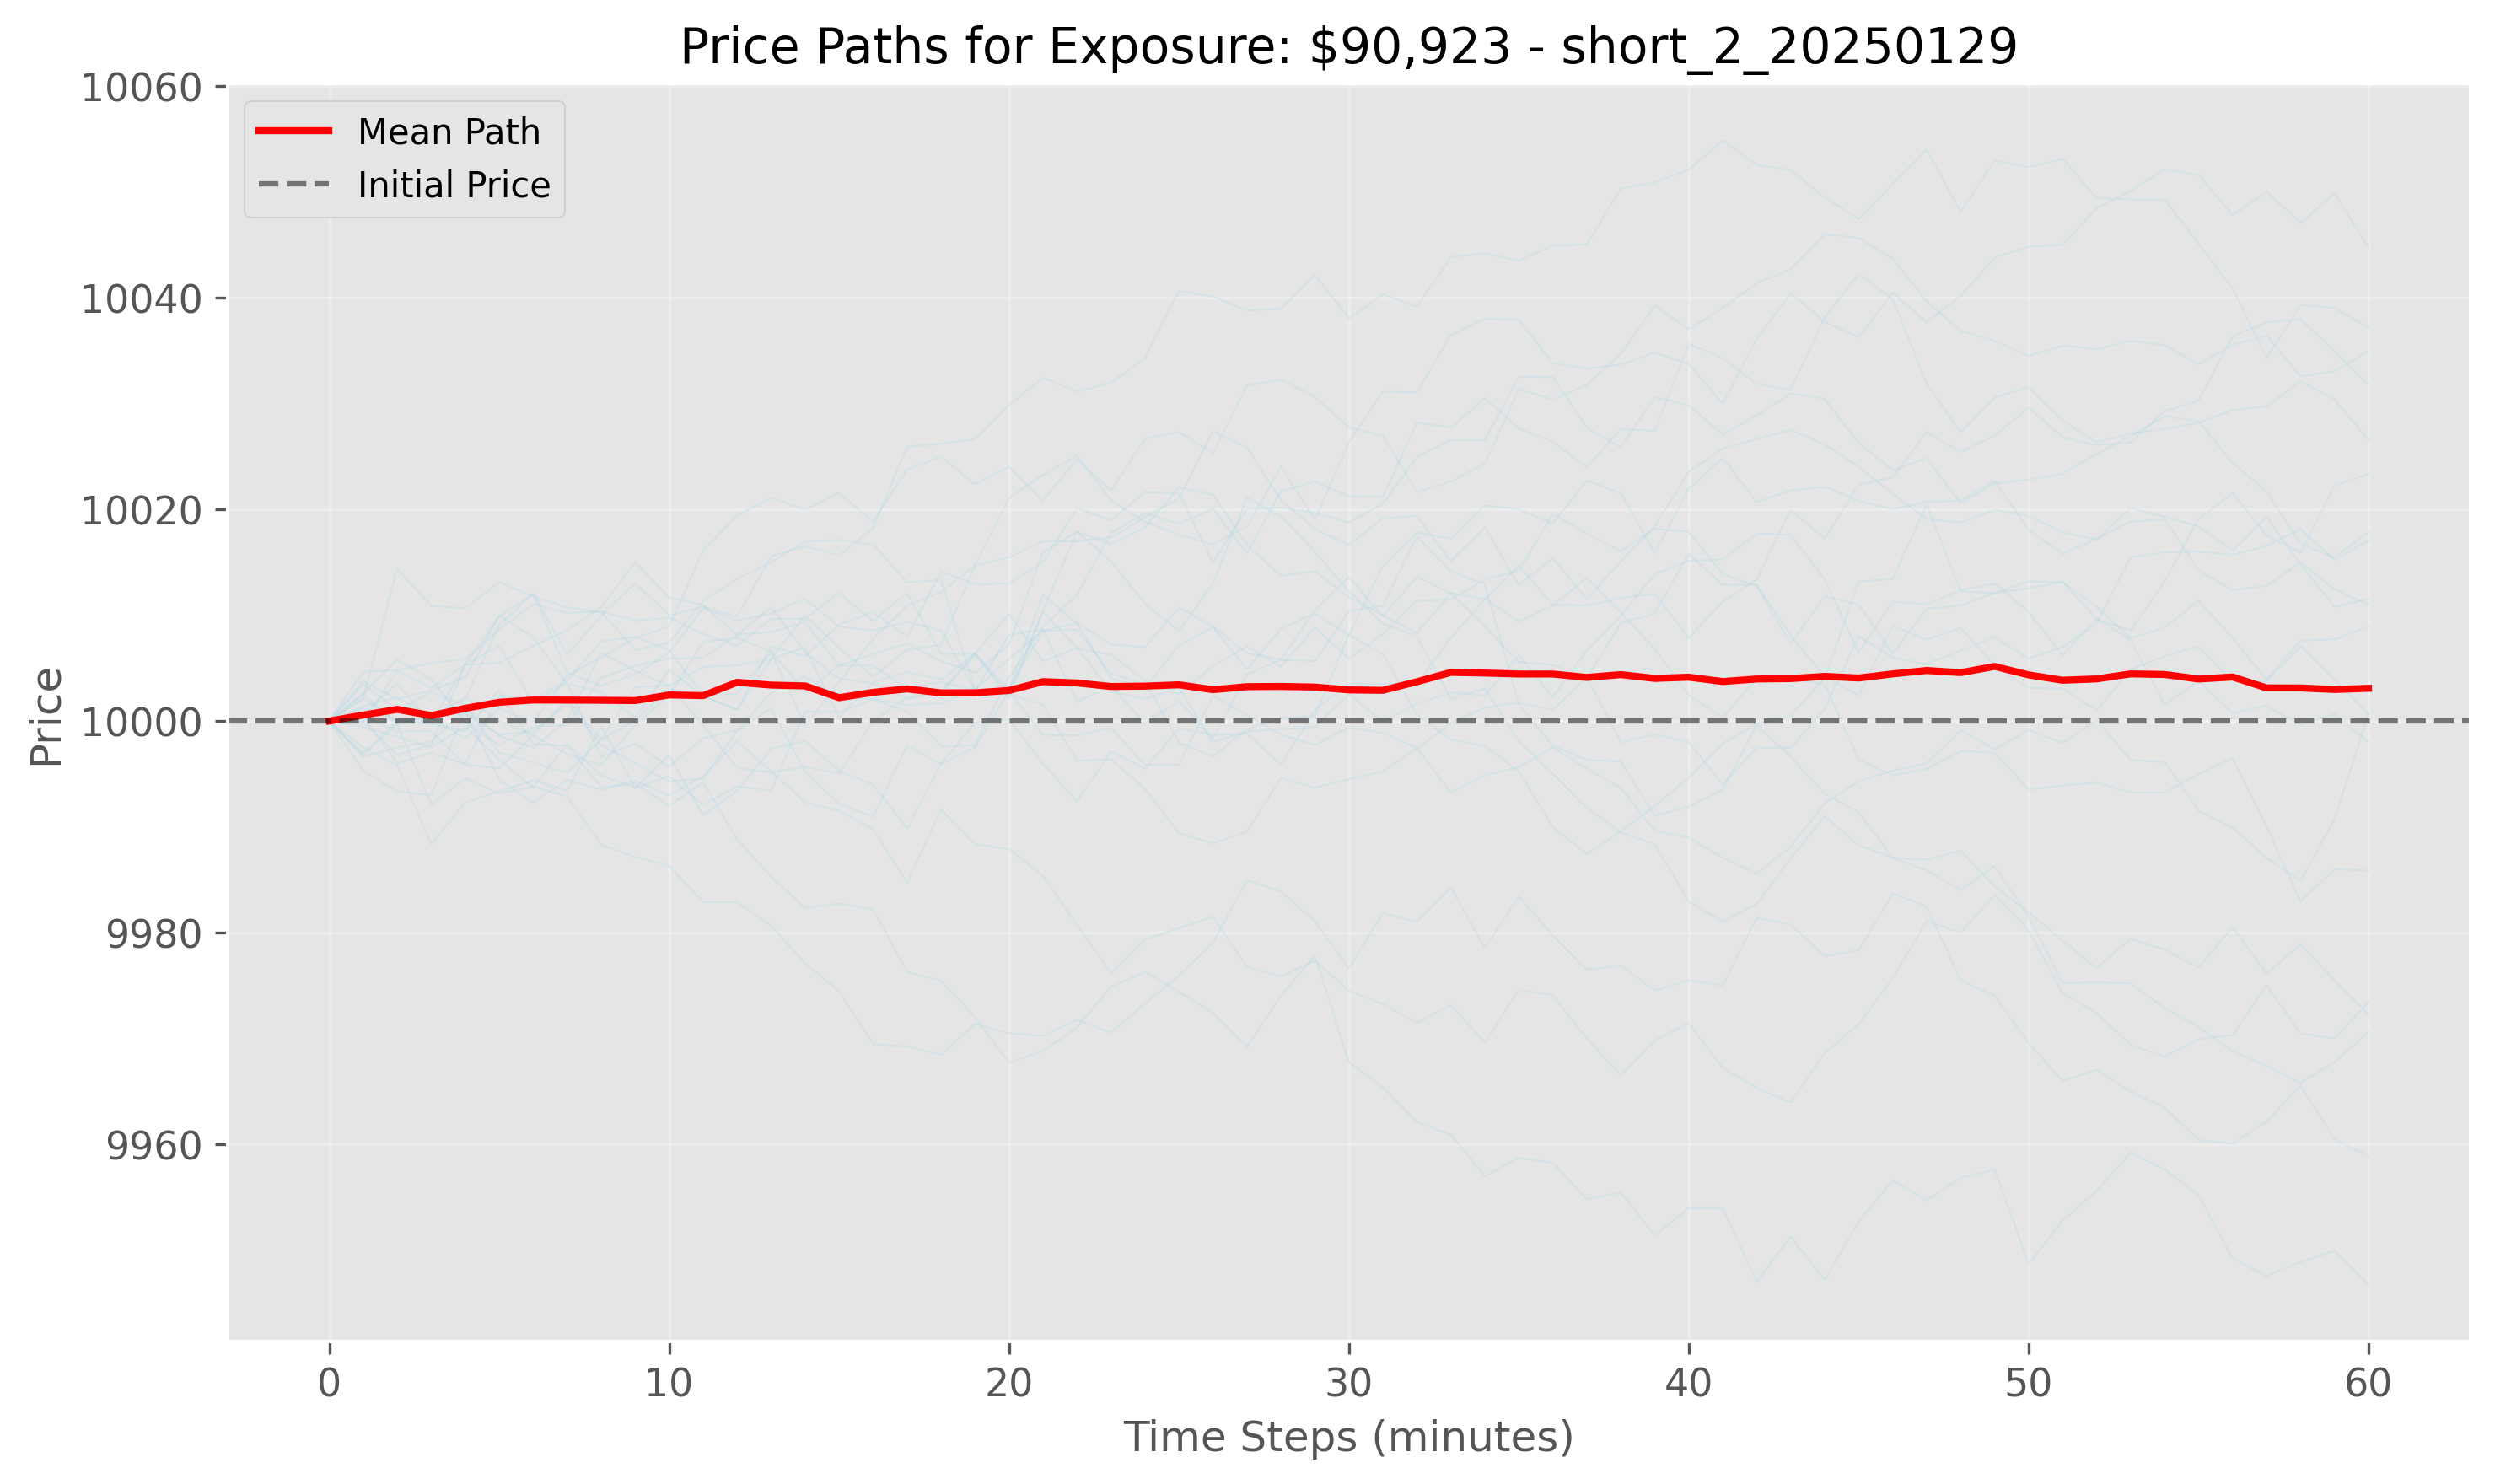 Price Paths for Exposure: $90,923 - short_2_20250129
Mean Path
Initial Price
Price
10060
10040
10020
10000
9980
9960
0 10 20 30 40 50 60
Time Steps (minutes)